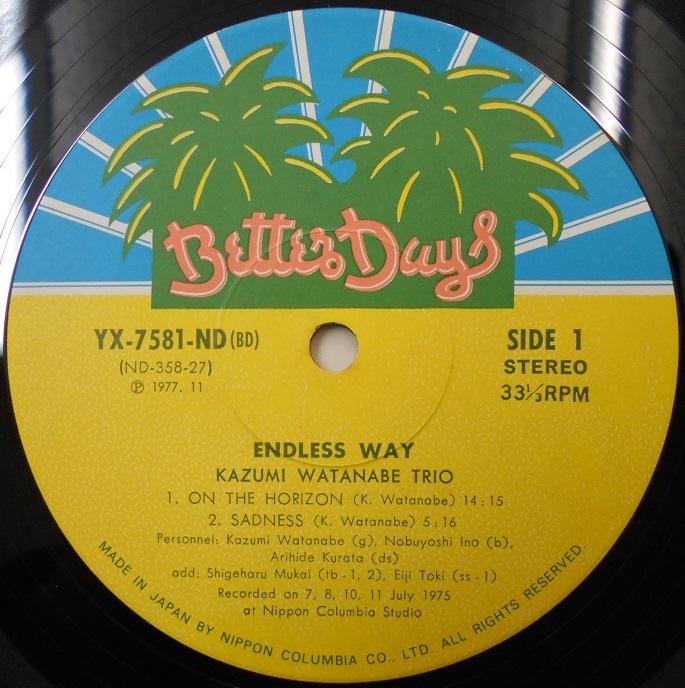 Better Days
YX-7581-ND (BD)
(ND-358-27)
Ⓟ 1977. 11
SIDE 1
STEREO
33⅓RPM
ENDLESS WAY
KAZUMI WATANABE TRIO
1. ON THE HORIZON (K. Watanabe) 14:15
2. SADNESS (K. Watanabe) 5:16
Personnel: Kazumi Watanabe (g), Nobuyoshi Ino (b),
Arihide Kurata (ds)
add: Shigeharu Mukai (tb-1, 2), Eiji Toki (ss-1)
Recorded on 7, 8, 10, 11 July 1975
at Nippon Columbia Studio
MADE IN JAPAN BY NIPPON COLUMBIA CO., LTD. ALL RIGHTS RESERVED.